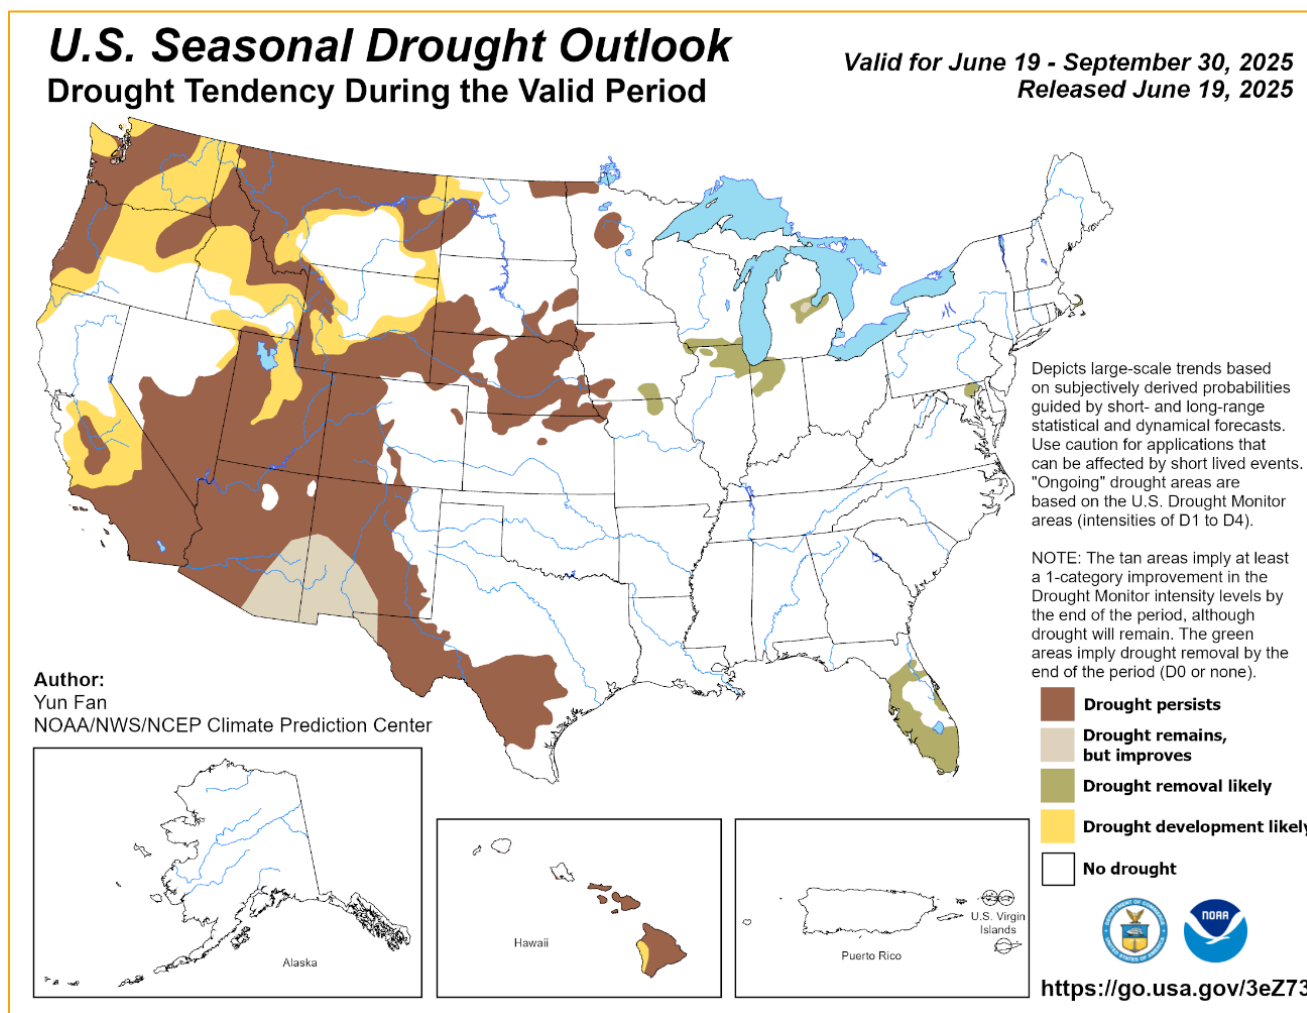 U.S. Seasonal Drought Outlook
Drought Tendency During the Valid Period
Valid for June 19 - September 30, 2025
Released June 19, 2025
Depicts large-scale trends based
on subjectively derived probabilities
guided by short- and long-range
statistical and dynamical forecasts.
Use caution for applications that
can be affected by short lived events.
"Ongoing" drought areas are
based on the U.S. Drought Monitor
areas (intensities of D1 to D4).
NOTE: The tan areas imply at least
a 1-category improvement in the
Drought Monitor intensity levels by
the end of the period, although
drought will remain. The green
areas imply drought removal by the
end of the period (D0 or none).
Author:
Yun Fan
NOAA/NWS/NCEP Climate Prediction Center
Drought persists
Drought remains,
but improves
Drought removal likely
Drought development likely
No drought
Alaska
Hawaii
Puerto Rico
U.S. Virgin
Islands
NOAA
https://go.usa.gov/3eZ73